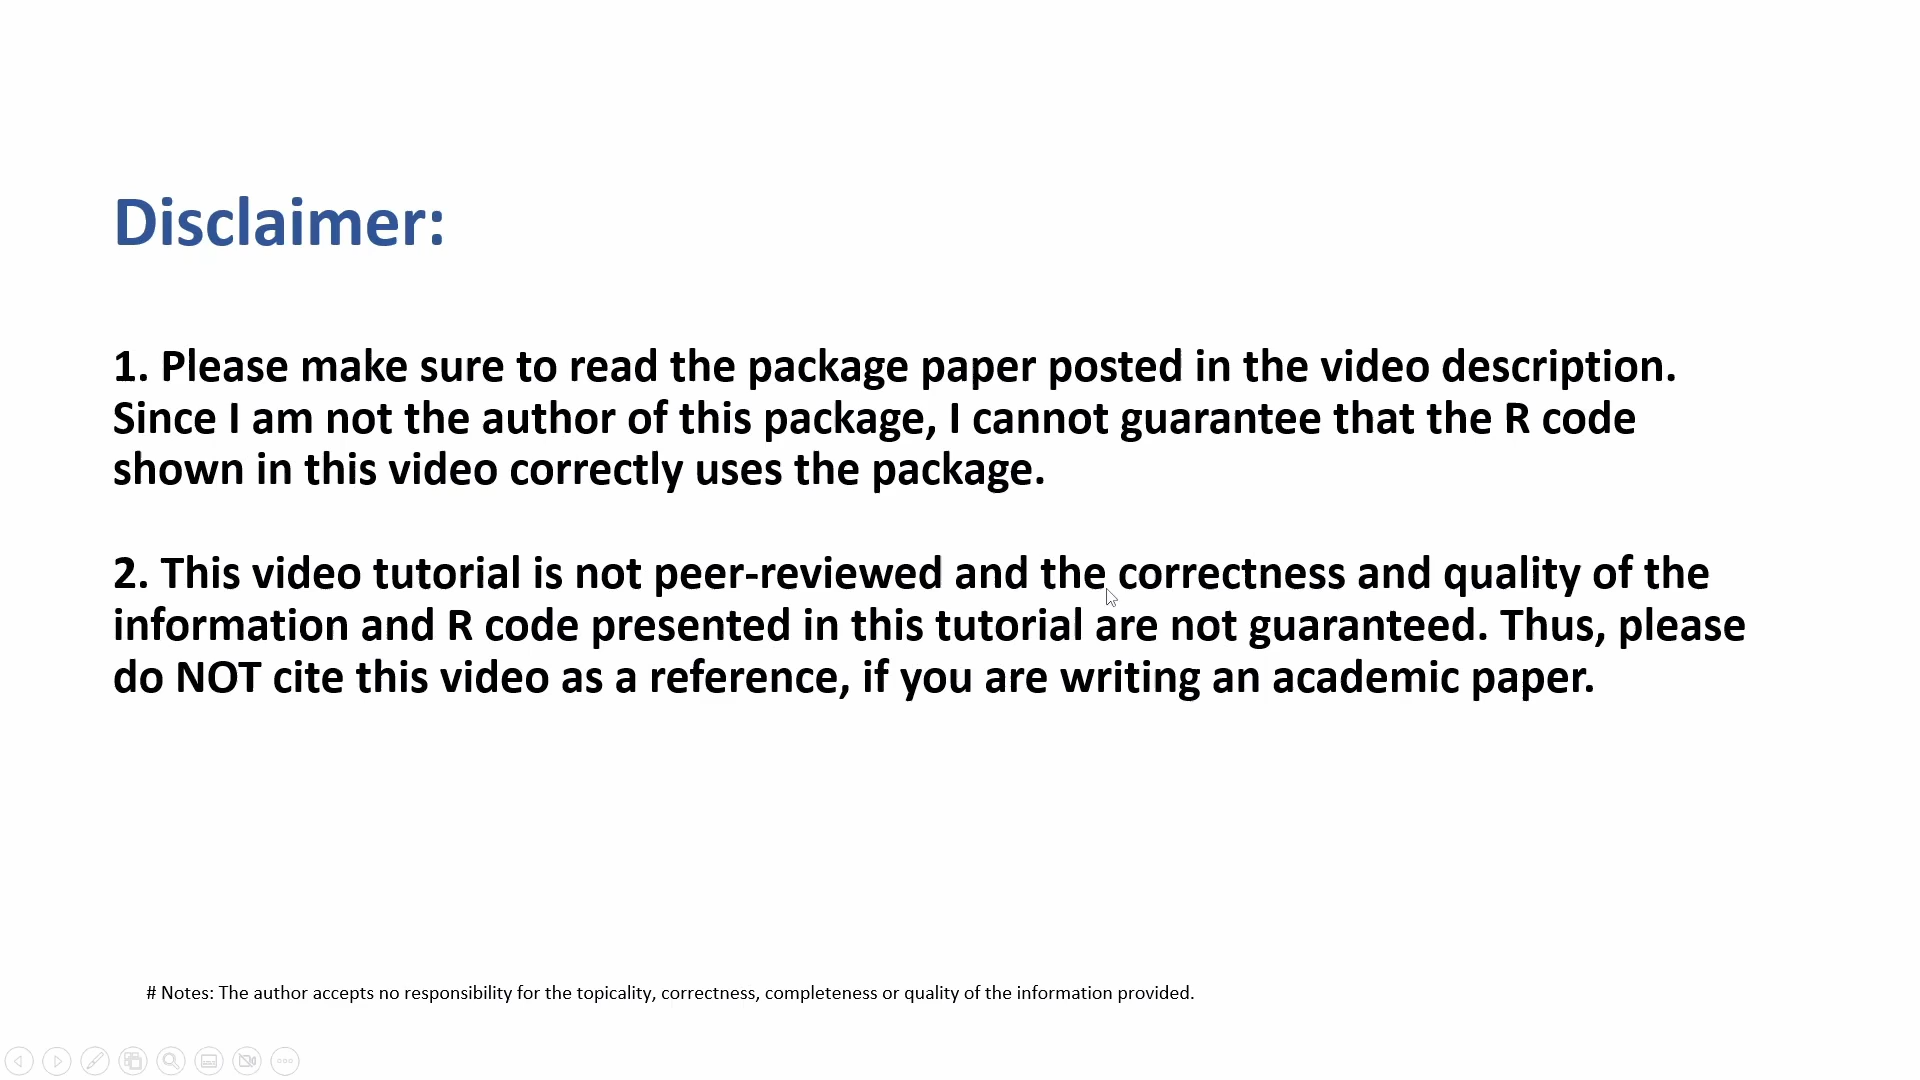 Disclaimer:
1. Please make sure to read the package paper posted in the video description.
Since I am not the author of this package, I cannot guarantee that the R code
shown in this video correctly uses the package.
2. This video tutorial is not peer-reviewed and the correctness and quality of the
information and R code presented in this tutorial are not guaranteed. Thus, please
do NOT cite this video as a reference, if you are writing an academic paper.
# Notes: The author accepts no responsibility for the topicality, correctness, completeness or quality of the information provided.